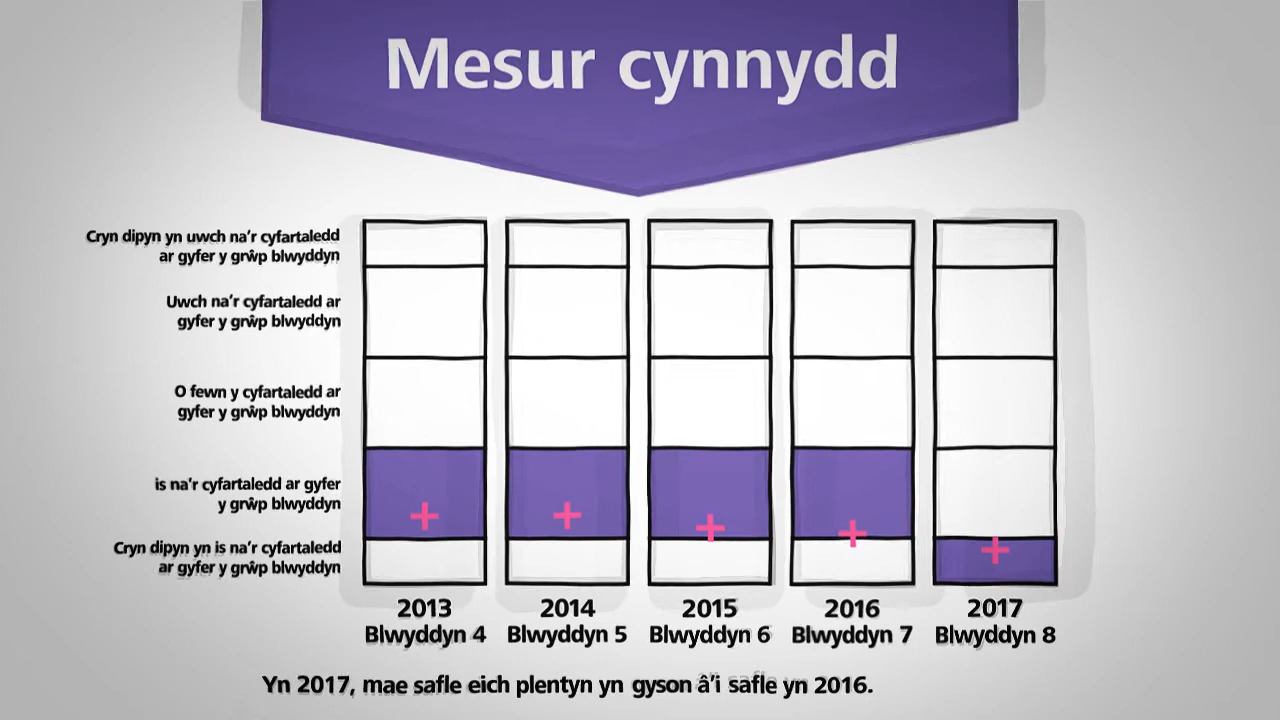 Mesur cynnydd
Cryn dipyn yn uwch na'r cyfartaledd
ar gyfer y grŵp blwyddyn
Uwch na'r cyfartaledd ar
gyfer y grŵp blwyddyn
O fewn y cyfartaledd ar
gyfer y grŵp blwyddyn
is na'r cyfartaledd ar gyfer
y grŵp blwyddyn
Cryn dipyn yn is na'r cyfartaledd
ar gyfer y grŵp blwyddyn
2013 2014 2015 2016 2017
Blwyddyn 4 Blwyddyn 5 Blwyddyn 6 Blwyddyn 7 Blwyddyn 8
Yn 2017, mae safle eich plentyn yn gyson â'i safle yn 2016.